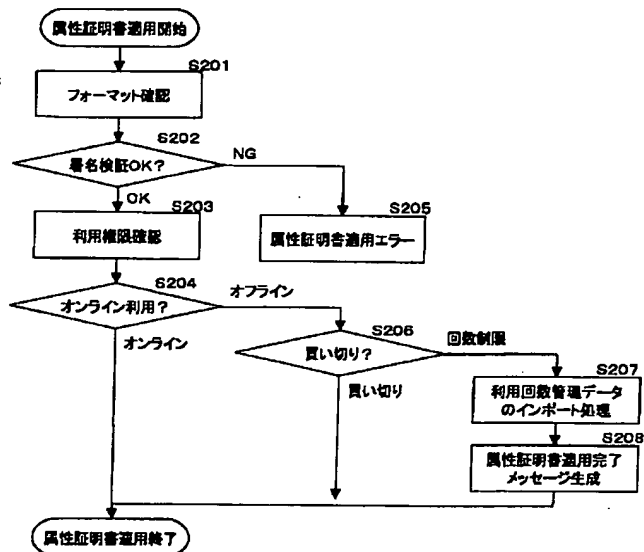 属性証明書適用開始
S201
フォーマット確認
S202
署名検証OK?
NG
OK
S203
S205
利用権限確認
属性証明書適用エラー
S204
オンライン利用?
オフライン
オンライン
S206
買い切り?
回数制限
買い切り
S207
利用回数管理データ
のインポート処理
S208
属性証明書適用完了
メッセージ生成
属性証明書適用終了